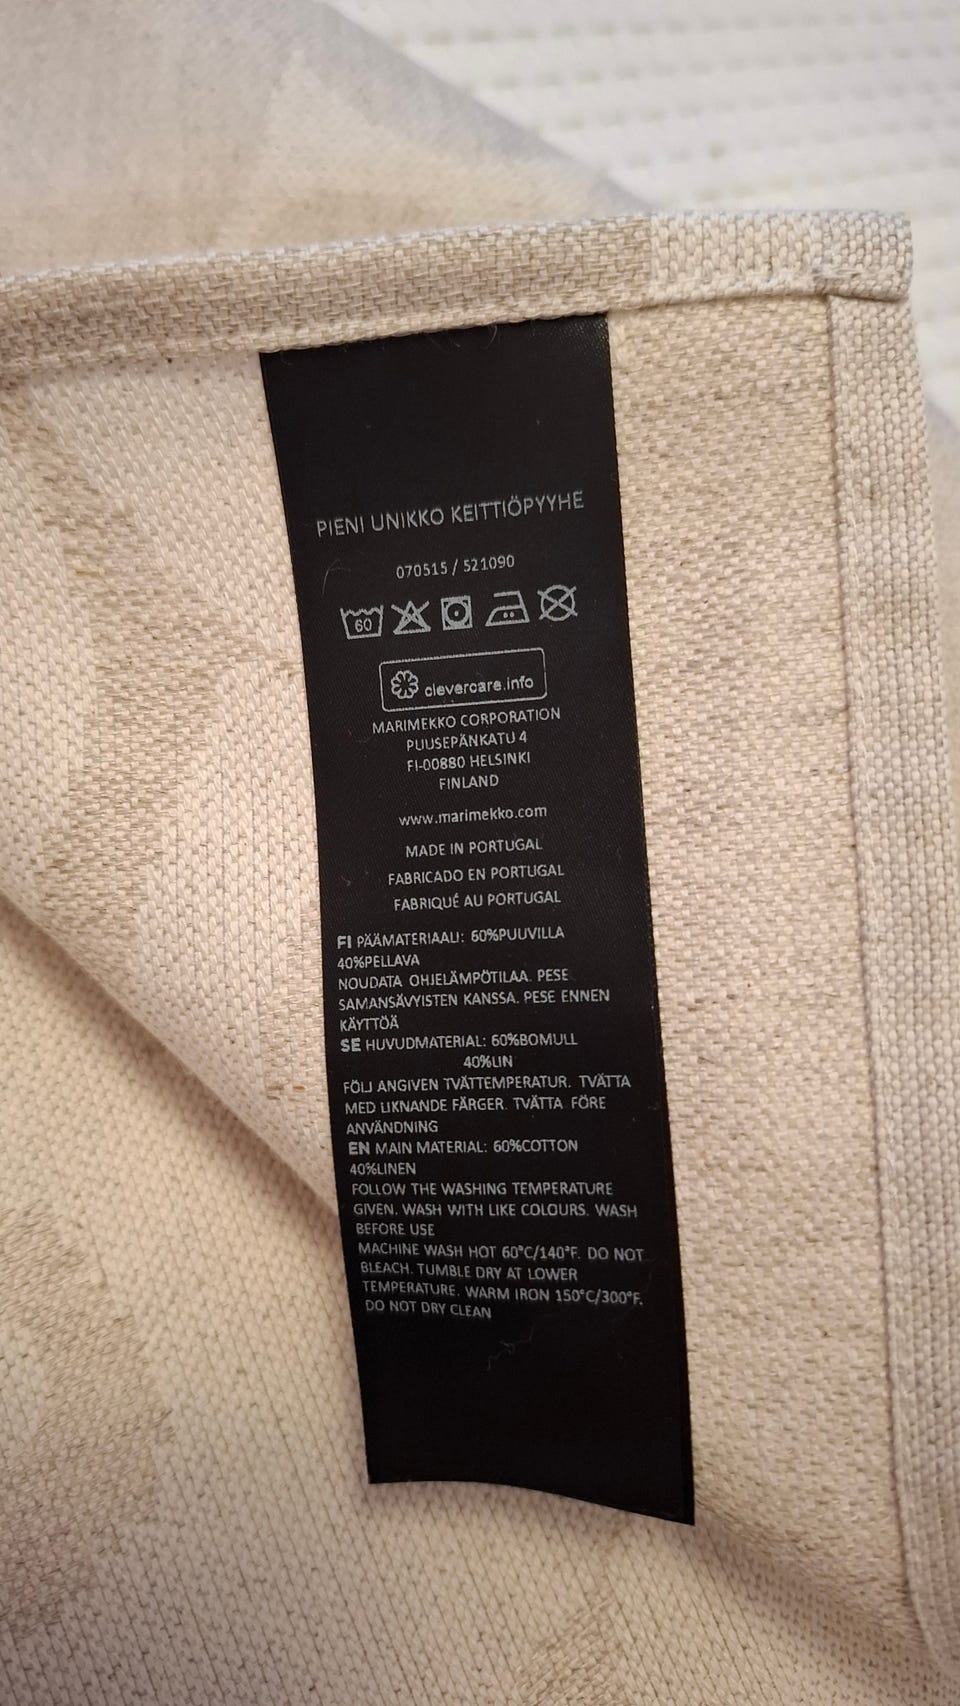 PIENI UNIKKO KEITTIÖPYYHE
070515 / 521090
60
clevercare.info
MARIMEKKO CORPORATION
PUUSEPÄNKATU 4
FI-00880 HELSINKI
FINLAND
www.marimekko.com
MADE IN PORTUGAL
FABRICADO EN PORTUGAL
FABRIQUÉ AU PORTUGAL
FI PÄÄMATERIAALI: 60%PUUVILLA
40%PELLAVA
NOUDATA OHJELÄMPÖTILAA. PESE
SAMANSÄVYISTEN KANSSA. PESE ENNEN
KÄYTTÖÄ
SE HUVUDMATERIAL: 60%BOMULL
40%LIN
FÖLJ ANGIVEN TVÄTTEMPERATUR. TVÄTTA
MED LIKNANDE FÄRGER. TVÄTTA FÖRE
ANVÄNDNING
EN MAIN MATERIAL: 60%COTTON
40%LINEN
FOLLOW THE WASHING TEMPERATURE
GIVEN. WASH WITH LIKE COLOURS. WASH
BEFORE USE
MACHINE WASH HOT 60°C/140°F. DO NOT
BLEACH. TUMBLE DRY AT LOWER
TEMPERATURE. WARM IRON 150°C/300°F.
DO NOT DRY CLEAN